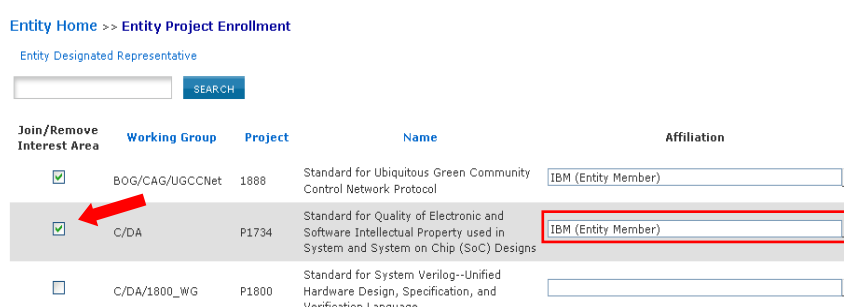 Entity Home >> Entity Project Enrollment
Entity Designated Representative
SEARCH
Join/Remove Interest Area Working Group Project Name Affiliation
BOG/CAG/UGCCNet 1888 Standard for Ubiquitous Green Community Control Network Protocol IBM (Entity Member)
C/DA P1734 Standard for Quality of Electronic and Software Intellectual Property used in System and System on Chip (SoC) Designs IBM (Entity Member)
C/DA/1800_WG P1800 Standard for System Verilog--Unified Hardware Design, Specification, and Verification Language